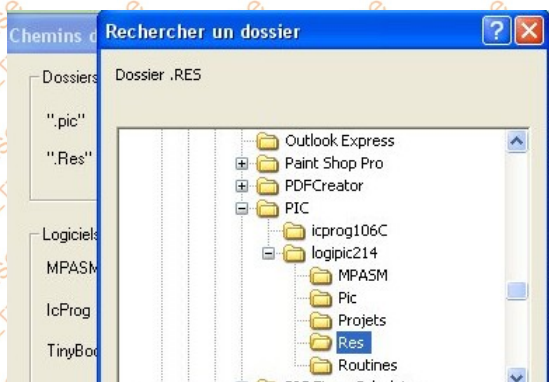 Chemins d
Rechercher un dossier
Dossiers
".pic"
".Res"
Logiciels
MPASM
IcProg
TinyBoo
Dossier .RES
Outlook Express
Paint Shop Pro
PDFCreator
PIC
icprog106C
logipic214
MPASM
Pic
Projets
Res
Routines